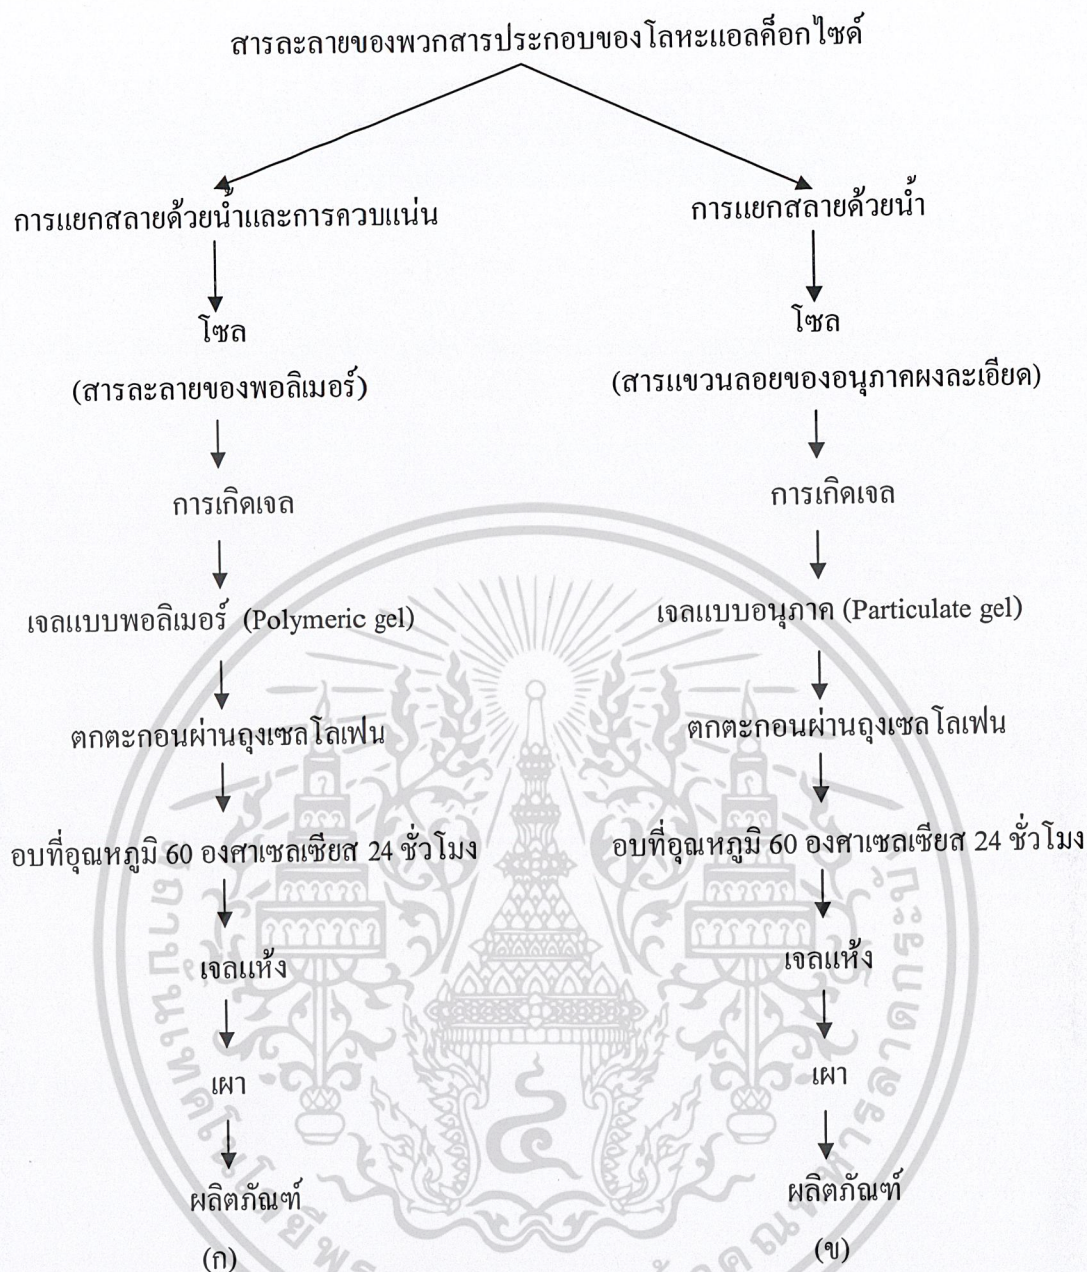 สารละลายของพวกสารประกอบของโลหะแอลค็อกไซด์
การแยกสลายด้วยน้ำและการควบแน่น
โซล
(สารละลายของพอลิเมอร์)
การเกิดเจล
เจลแบบพอลิเมอร์ (Polymeric gel)
ตกตะกอนผ่านถุงเซลโลเฟน
อบที่อุณหภูมิ 60 องศาเซลเซียส 24 ชั่วโมง
เจลแห้ง
เผา
ผลิตภัณฑ์
(ก)
การแยกสลายด้วยน้ำ
โซล
(สารแขวนลอยของอนุภาคผงละเอียด)
การเกิดเจล
เจลแบบอนุภาค (Particulate gel)
ตกตะกอนผ่านถุงเซลโลเฟน
อบที่อุณหภูมิ 60 องศาเซลเซียส 24 ชั่วโมง
เจลแห้ง
เผา
ผลิตภัณฑ์
(ข)